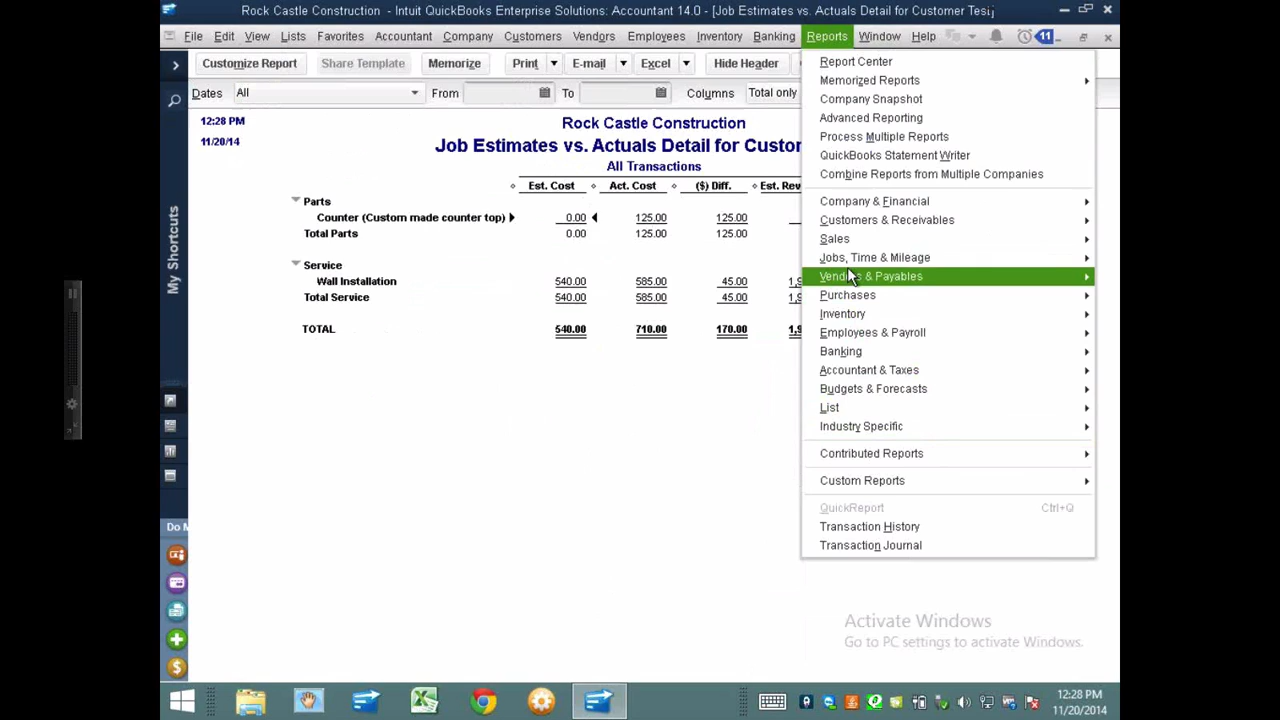 Rock Castle Construction - Intuit QuickBooks Enterprise Solutions: Accountant 14.0 - [Job Estimates vs. Actuals Detail for Customer Test
File Edit View Lists Favorites Accountant Company Customers Vendors Employees Inventory Banking Reports Window Help 11
Customize Report Share Template Memorize Print E-mail Excel Hide Header
Dates All From To Columns Total only
12:28 PM
11/20/14
Rock Castle Construction
Job Estimates vs. Actuals Detail for Custo
All Transactions
Est. Cost Act. Cost ($) Diff. Est. Rev
Parts
Counter (Custom made counter top) 0.00 125.00 125.00
Total Parts 0.00 125.00 125.00
Service
Wall Installation 540.00 585.00 45.00 1,9
Total Service 540.00 585.00 45.00 1,9
TOTAL 540.00 710.00 170.00 1,9
Report Center
Memorized Reports
Company Snapshot
Advanced Reporting
Process Multiple Reports
QuickBooks Statement Writer
Combine Reports from Multiple Companies
Company & Financial
Customers & Receivables
Sales
Jobs, Time & Mileage
Vendors & Payables
Purchases
Inventory
Employees & Payroll
Banking
Accountant & Taxes
Budgets & Forecasts
List
Industry Specific
Contributed Reports
Custom Reports
QuickReport Ctrl+Q
Transaction History
Transaction Journal
My Shortcuts
Do M
Activate Windows
Go to PC settings to activate Windows.
12:28 PM
11/20/2014